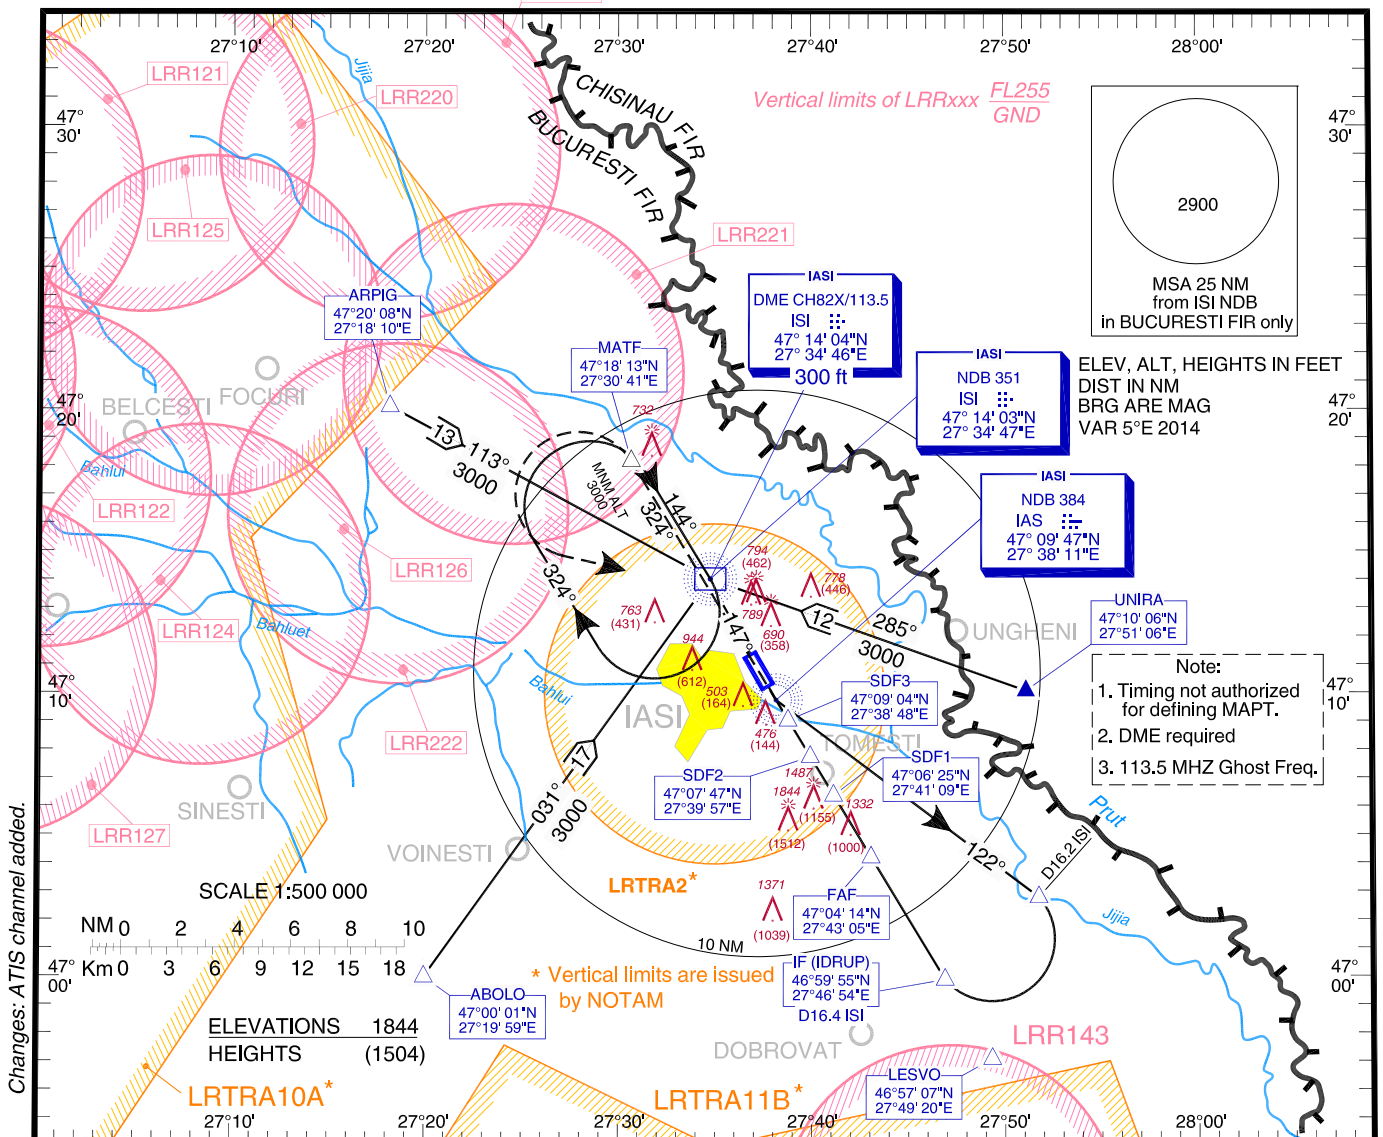 27°10'
27°20'
27°30'
27°40'
27°50'
28°00'
LRR121
LRR220
Jijia
CHISINAU FIR
BUCURESTI FIR
Vertical limits of LRRxxx FL255
GND
47°
30'
47°
30'
2900
MSA 25 NM
from ISI NDB
in BUCURESTI FIR only
LRR125
LRR221
ARPIG
47°20' 08"N
27°18' 10"E
IASI
DME CH82X/113.5
ISI
47° 14' 04"N
27° 34' 46"E
300 ft
MATF
47°18' 13"N
27°30' 41"E
IASI
NDB 351
ISI
47° 14' 03"N
27° 34' 47"E
ELEV, ALT, HEIGHTS IN FEET
DIST IN NM
BRG ARE MAG
VAR 5°E 2014
FOCURI
BELCESTI
47°
20'
47°
20'
732
13
113°
3000
MNM ALT
3000
144°
324°
Bahlui
LRR122
IASI
NDB 384
IAS
47° 09' 47"N
27° 38' 11"E
LRR126
324°
794
(462)
778
(446)
789
763
(431)
690
(358)
147°
12
285°
3000
UNIRA
47°10' 06"N
27°51' 06"E
UNGHENI
LRR124
Bahluet
944
(612)
503
(164)
Bahlui
IASI
476
(144)
SDF3
47°09' 04"N
27°38' 48"E
Note:
1. Timing not authorized
for defining MAPT.
2. DME required
3. 113.5 MHZ Ghost Freq.
47°
10'
47°
10'
LRR222
TOMESTI
SDF1
47°06' 25"N
27°41' 09"E
SDF2
47°07' 47"N
27°39' 57"E
1487
(1155)
1844
(1512)
1332
(1000)
17
031°
3000
SINESTI
LRR127
VOINESTI
Prut
122°
D16.2 ISI
LRTRA2*
SCALE 1:500 000
NM 0 2 4 6 8 10
Km 0 3 6 9 12 15 18
1371
(1039)
FAF
47°04' 14"N
27°43' 05"E
10 NM
Jijia
IF (IDRUP)
46°59' 55"N
27°46' 54"E
D16.4 ISI
* Vertical limits are issued
by NOTAM
47°
00'
47°
00'
ABOLO
47°00' 01"N
27°19' 59"E
ELEVATIONS 1844
HEIGHTS (1504)
DOBROVAT
LRR143
LESVO
46°57' 07"N
27°49' 20"E
LRTRA10A*
LRTRA11B*
27°10'
27°20'
27°30'
27°40'
27°50'
28°00'
Changes: ATIS channel added.